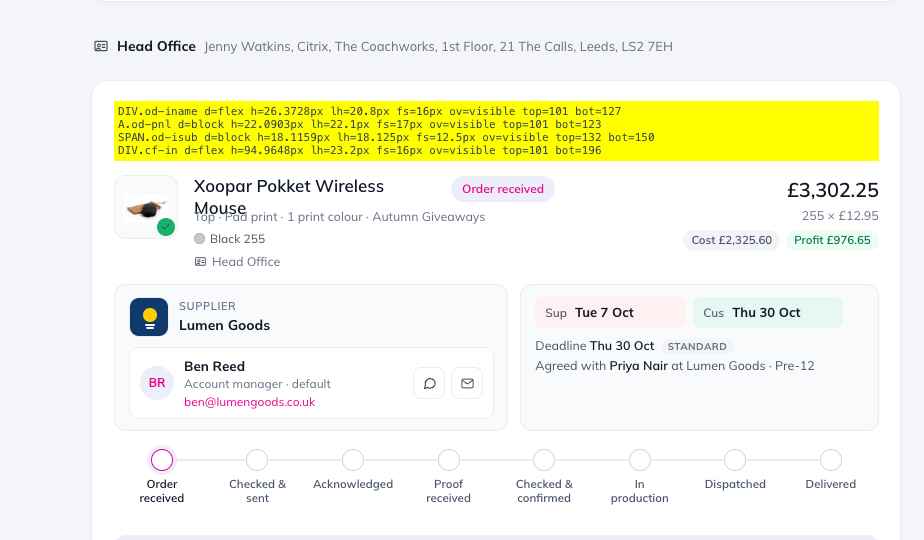 Head Office Jenny Watkins, Citrix, The Coachworks, 1st Floor, 21 The Calls, Leeds, LS2 7EH
DIV.od-iname d=flex h=26.3728px lh=20.8px fs=16px ov=visible top=101 bot=127
A.od-pnl d=block h=22.0903px lh=22.1px fs=17px ov=visible top=101 bot=123
SPAN.od-isub d=block h=18.1159px lh=18.125px fs=12.5px ov=visible top=132 bot=150
DIV.cf-in d=flex h=94.9648px lh=23.2px fs=16px ov=visible top=101 bot=196
Xoopar Pokket Wireless
Mouse
Order received
£3,302.25
Top · Pad print · 1 print colour · Autumn Giveaways
255 × £12.95
Black 255
Cost £2,325.60 Profit £976.65
Head Office
SUPPLIER
Lumen Goods
BR
Ben Reed
Account manager · default
ben@lumengoods.co.uk
Sup Tue 7 Oct
Cus Thu 30 Oct
Deadline Thu 30 Oct STANDARD
Agreed with Priya Nair at Lumen Goods · Pre-12
Order
received
Checked &
sent
Acknowledged
Proof
received
Checked &
confirmed
In
production
Dispatched
Delivered